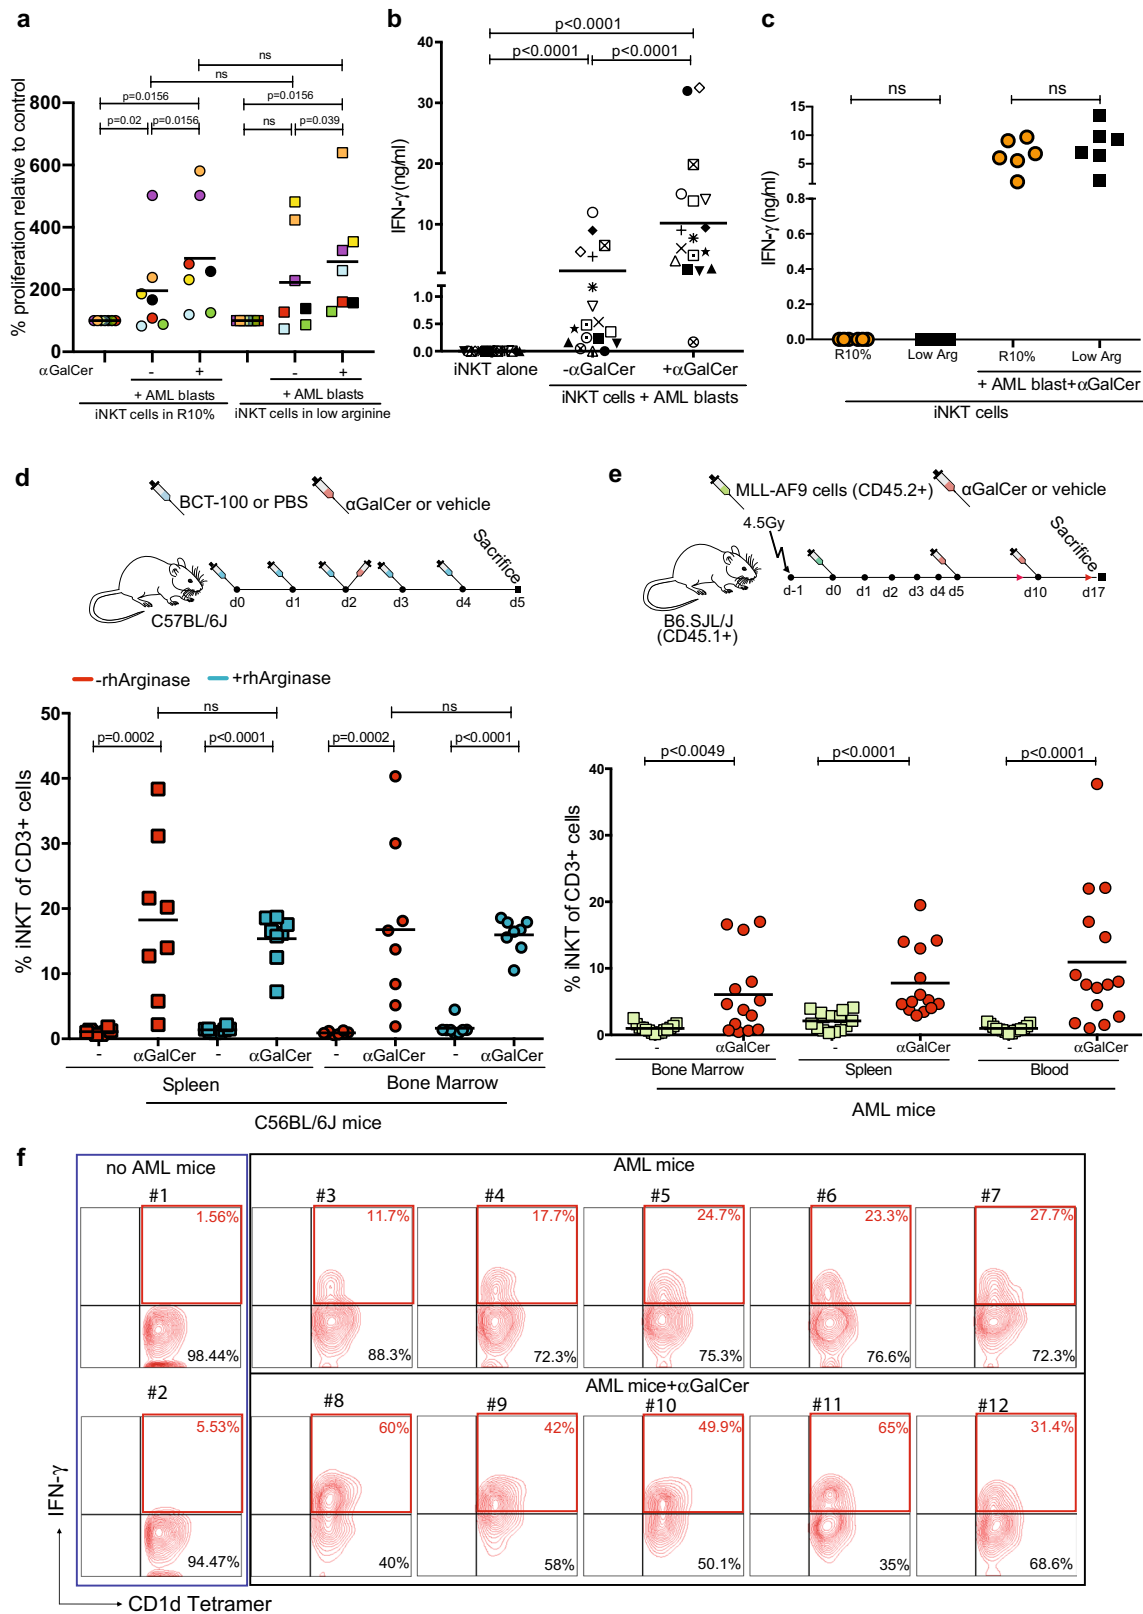 a
% proliferation relative to control
800
600
400
200
0
ns
ns
p=0.0156
p=0.0156
p=0.02
p=0.0156
ns
p=0.039
αGalCer
-
+
-
+
+ AML blasts
+ AML blasts
iNKT cells in R10%
iNKT cells in low arginine
b
IFN-γ (ng/ml)
40
30
20
10
1.0
0.5
0.0
p<0.0001
p<0.0001
p<0.0001
iNKT alone
-αGalCer
+αGalCer
iNKT cells + AML blasts
c
IFN-γ (ng/ml)
15
10
5
0.8
0.6
0.4
0.2
0.0
ns
ns
R10%
Low Arg
R10%
Low Arg
+ AML blast+αGalCer
iNKT cells
d
BCT-100 or PBS
αGalCer or vehicle
Sacrifice
d0
d1
d2
d3
d4
d5
C57BL/6J
-rhArginase
+rhArginase
% iNKT of CD3+ cells
50
40
30
20
10
0
ns
ns
p=0.0002
p<0.0001
p=0.0002
p<0.0001
-
αGalCer
-
αGalCer
-
αGalCer
-
αGalCer
Spleen
Bone Marrow
C56BL/6J mice
e
MLL-AF9 cells (CD45.2+)
αGalCer or vehicle
4.5Gy
Sacrifice
d-1
d0
d1
d2
d3
d4
d5
d10
d17
B6.SJL/J
(CD45.1+)
% iNKT of CD3+ cells
40
30
20
10
0
p<0.0049
p<0.0001
p<0.0001
-
αGalCer
-
αGalCer
-
αGalCer
Bone Marrow
Spleen
Blood
AML mice
f
no AML mice
AML mice
#1
#3
#4
#5
#6
#7
1.56%
11.7%
17.7%
24.7%
23.3%
27.7%
98.44%
88.3%
72.3%
75.3%
76.6%
72.3%
AML mice+αGalCer
#2
#8
#9
#10
#11
#12
5.53%
60%
42%
49.9%
65%
31.4%
94.47%
40%
58%
50.1%
35%
68.6%
IFN-γ
CD1d Tetramer